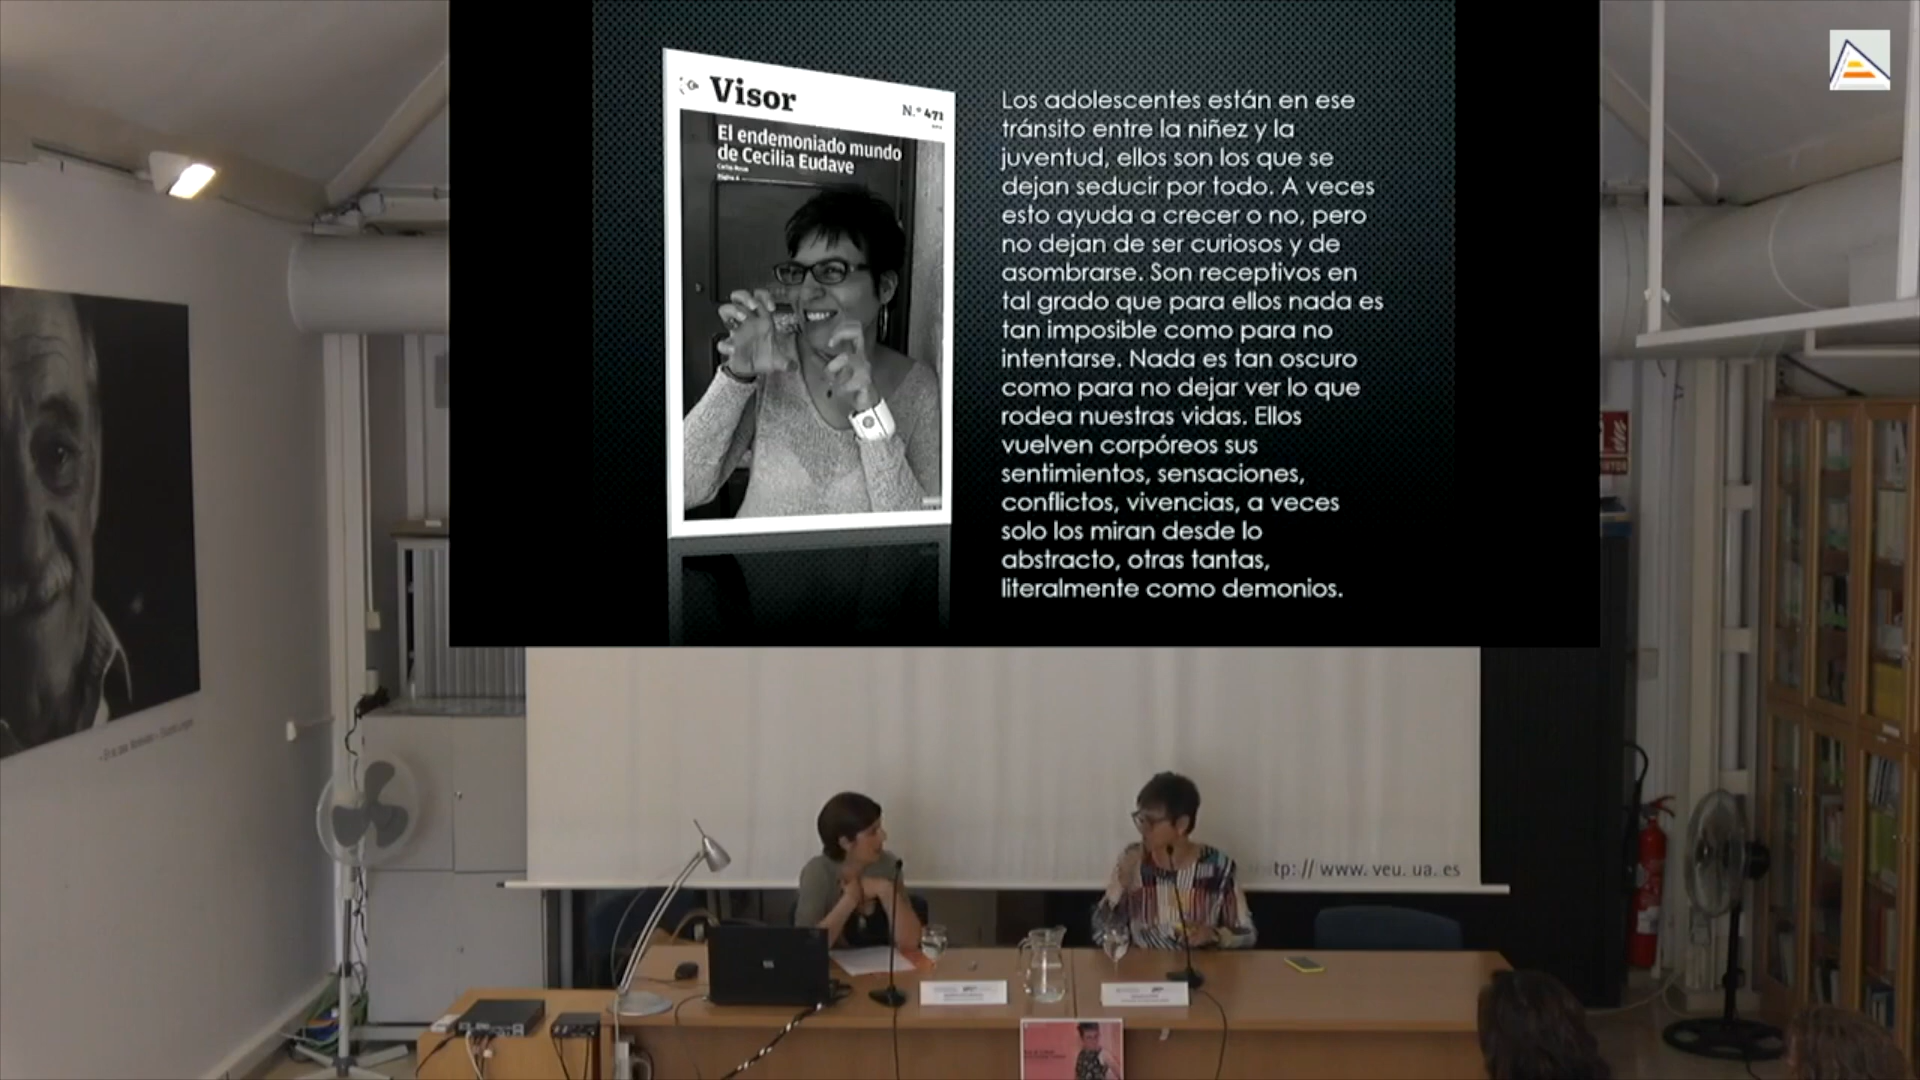 Visor
N.º 471
El endemoniado mundo
de Cecilia Eudave
Los adolescentes están en ese
tránsito entre la niñez y la
juventud, ellos son los que se
dejan seducir por todo. A veces
esto ayuda a crecer o no, pero
no dejan de ser curiosos y de
asombrarse. Son receptivos en
tal grado que para ellos nada es
tan imposible como para no
intentarse. Nada es tan oscuro
como para no dejar ver lo que
rodea nuestras vidas. Ellos
vuelven corpóreos sus
sentimientos, sensaciones,
conflictos, vivencias, a veces
solo los miran desde lo
abstracto, otras tantas,
literalmente como demonios.
tp: // www. veu. ua. es